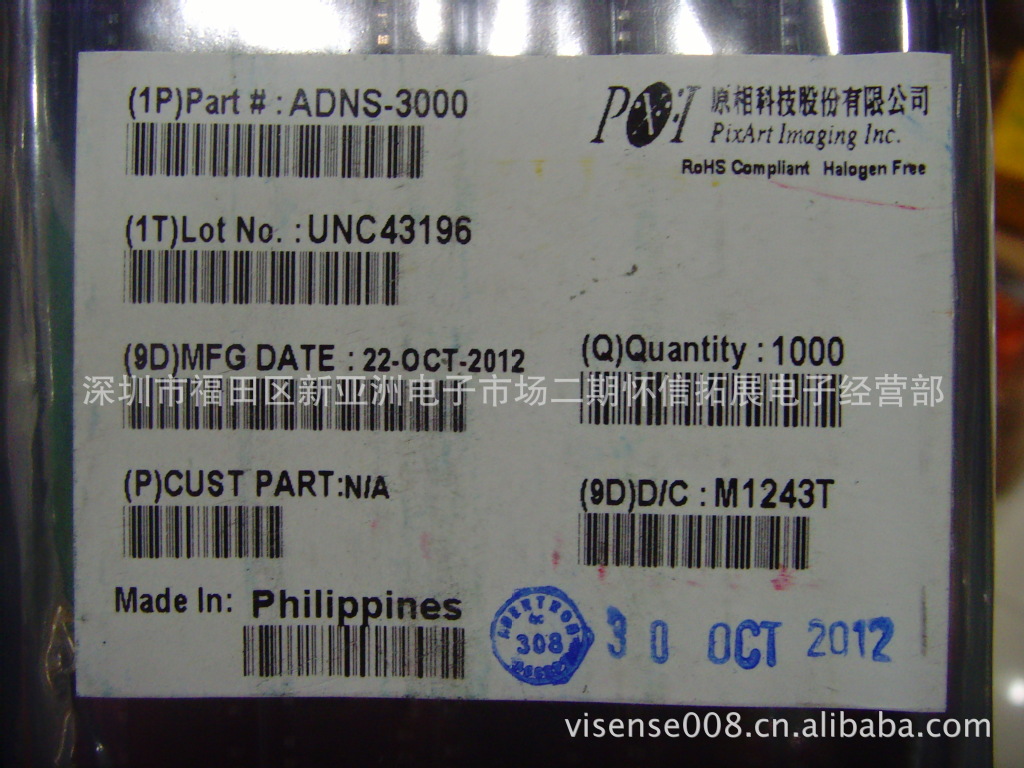 (1P)Part # : ADNS-3000
PXI 原相科技股份有限公司
PixArt Imaging Inc.
RoHS Compliant Halogen Free
(1T)Lot No. : UNC43196
(9D)MFG DATE : 22-OCT-2012
(Q)Quantity : 1000
深圳市福田区新亚洲电子市场二期怀信拓展电子经营部
(P)CUST PART:N/A
(9D)D/C : M1243T
Made In: Philippines
QC
308
30 OCT 2012
visense008.cn.alibaba.com